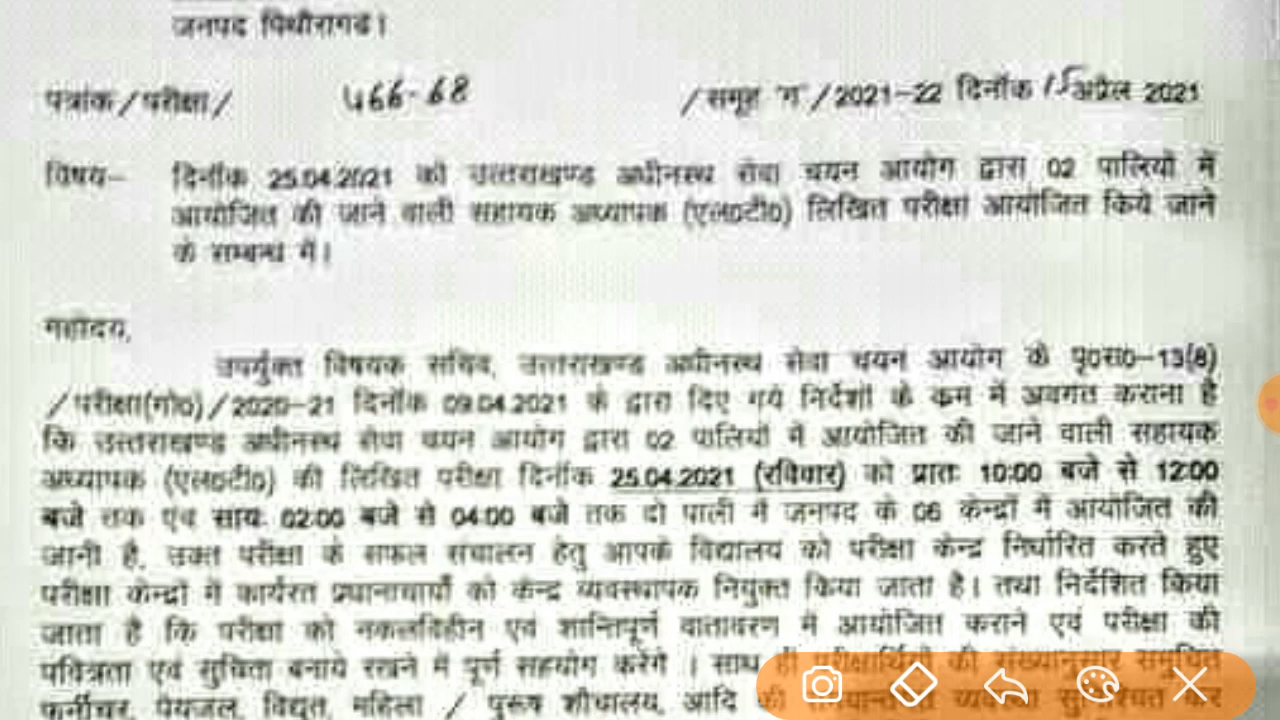 जनपद पिथौरागढ।
पत्रांक/परीक्षा/ 466-68 /समूह 'ग'/2021-22 दिनॉक 15 अप्रैल 2021
विषय- दिनॉक 25.04.2021 को उत्तराखण्ड अधीनस्थ सेवा चयन आयोग द्वारा 02 पालियों में
आयोजित की जाने वाली सहायक अध्यापक (एल0टी0) लिखित परीक्षा आयोजित किये जाने
के सम्बन्ध में।
महोदय,
उपर्युक्त विषयक सचिव, उत्तराखण्ड अधीनस्थ सेवा चयन आयोग के पृ0सं0-13(8)
/परीक्षा(गो0)/2020-21 दिनॉक 09.04.2021 के द्वारा दिए गये निर्देशों के क्रम में अवगत कराना है
कि उत्तराखण्ड अधीनस्थ सेवा चयन आयोग द्वारा 02 पालियों में आयोजित की जाने वाली सहायक
अध्यापक (एल0टी0) की लिखित परीक्षा दिनॉक 25.04.2021 (रविवार) को प्रातः 10:00 बजे से 12:00
बजे तक एवं सायः 02:00 बजे से 04:00 बजे तक दो पाली में जनपद के 06 केन्द्रों में आयोजित की
जानी है, उक्त परीक्षा के सफल संचालन हेतु आपके विद्यालय को परीक्षा केन्द्र निर्धारित करते हुए
परीक्षा केन्द्रों में कार्यरत प्रधानाचार्यों को केन्द्र व्यवस्थापक नियुक्त किया जाता है। तथा निर्देशित किया
जाता है कि परीक्षा को नकलविहीन एवं शान्तिपूर्ण वातावरण में आयोजित कराने एवं परीक्षा की
पवित्रता एवं सुचिता बनाये रखने में पूर्ण सहयोग करेंगे । साथ ही परीक्षार्थियों की संख्यानुसार समुचित
फर्नीचर, पेयजल, विद्युत, महिला / पुरूष शौचालय, आदि की व्यवस्था सुनिश्चित कर